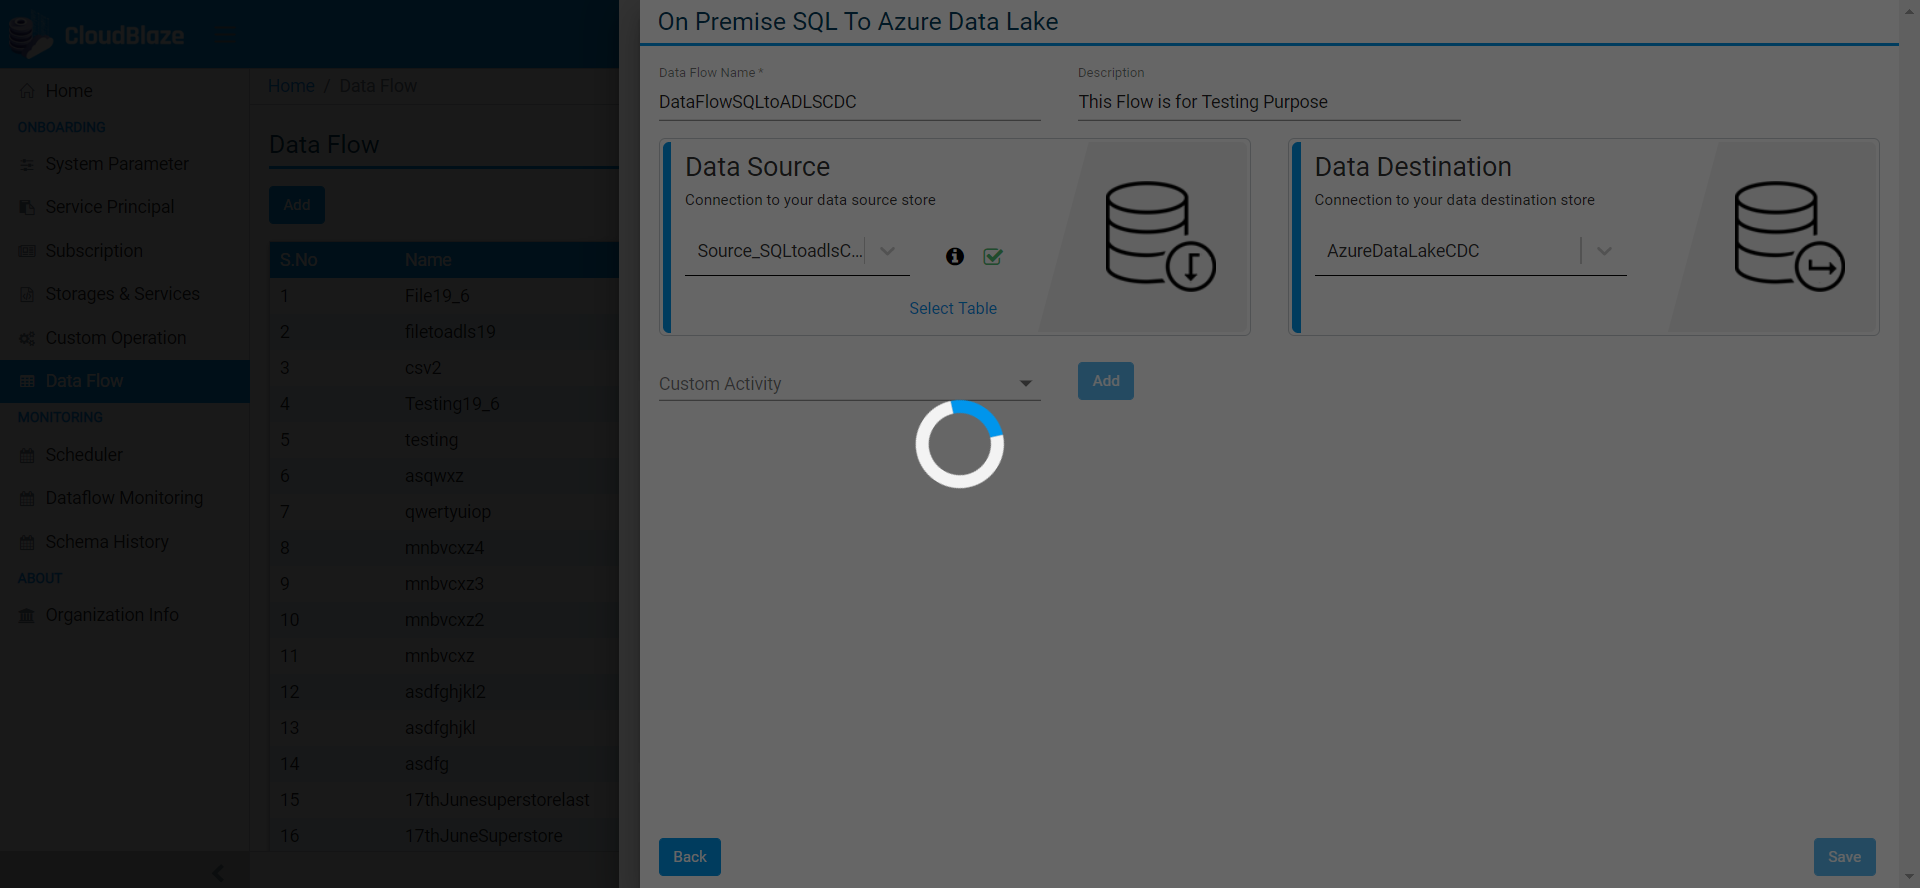 CloudBlaze
Home
ONBOARDING
System Parameter
Service Principal
Subscription
Storages & Services
Custom Operation
Data Flow
MONITORING
Scheduler
Dataflow Monitoring
Schema History
ABOUT
Organization Info
Home / Data Flow
Data Flow
Add
S.No Name
1 File19_6
2 filetoadls19
3 csv2
4 Testing19_6
5 testing
6 asqwxz
7 qwertyuiop
8 mnbvcxz4
9 mnbvcxz3
10 mnbvcxz2
11 mnbvcxz
12 asdfghjkl2
13 asdfghjkl
14 asdfg
15 17thJunesuperstorelast
16 17thJuneSuperstore
On Premise SQL To Azure Data Lake
Data Flow Name * Description
DataFlowSQLtoADLSCDC This Flow is for Testing Purpose
Data Source
Connection to your data source store
Source_SQLtoadlsC...
Select Table
Data Destination
Connection to your data destination store
AzureDataLakeCDC
Custom Activity Add
Back Save